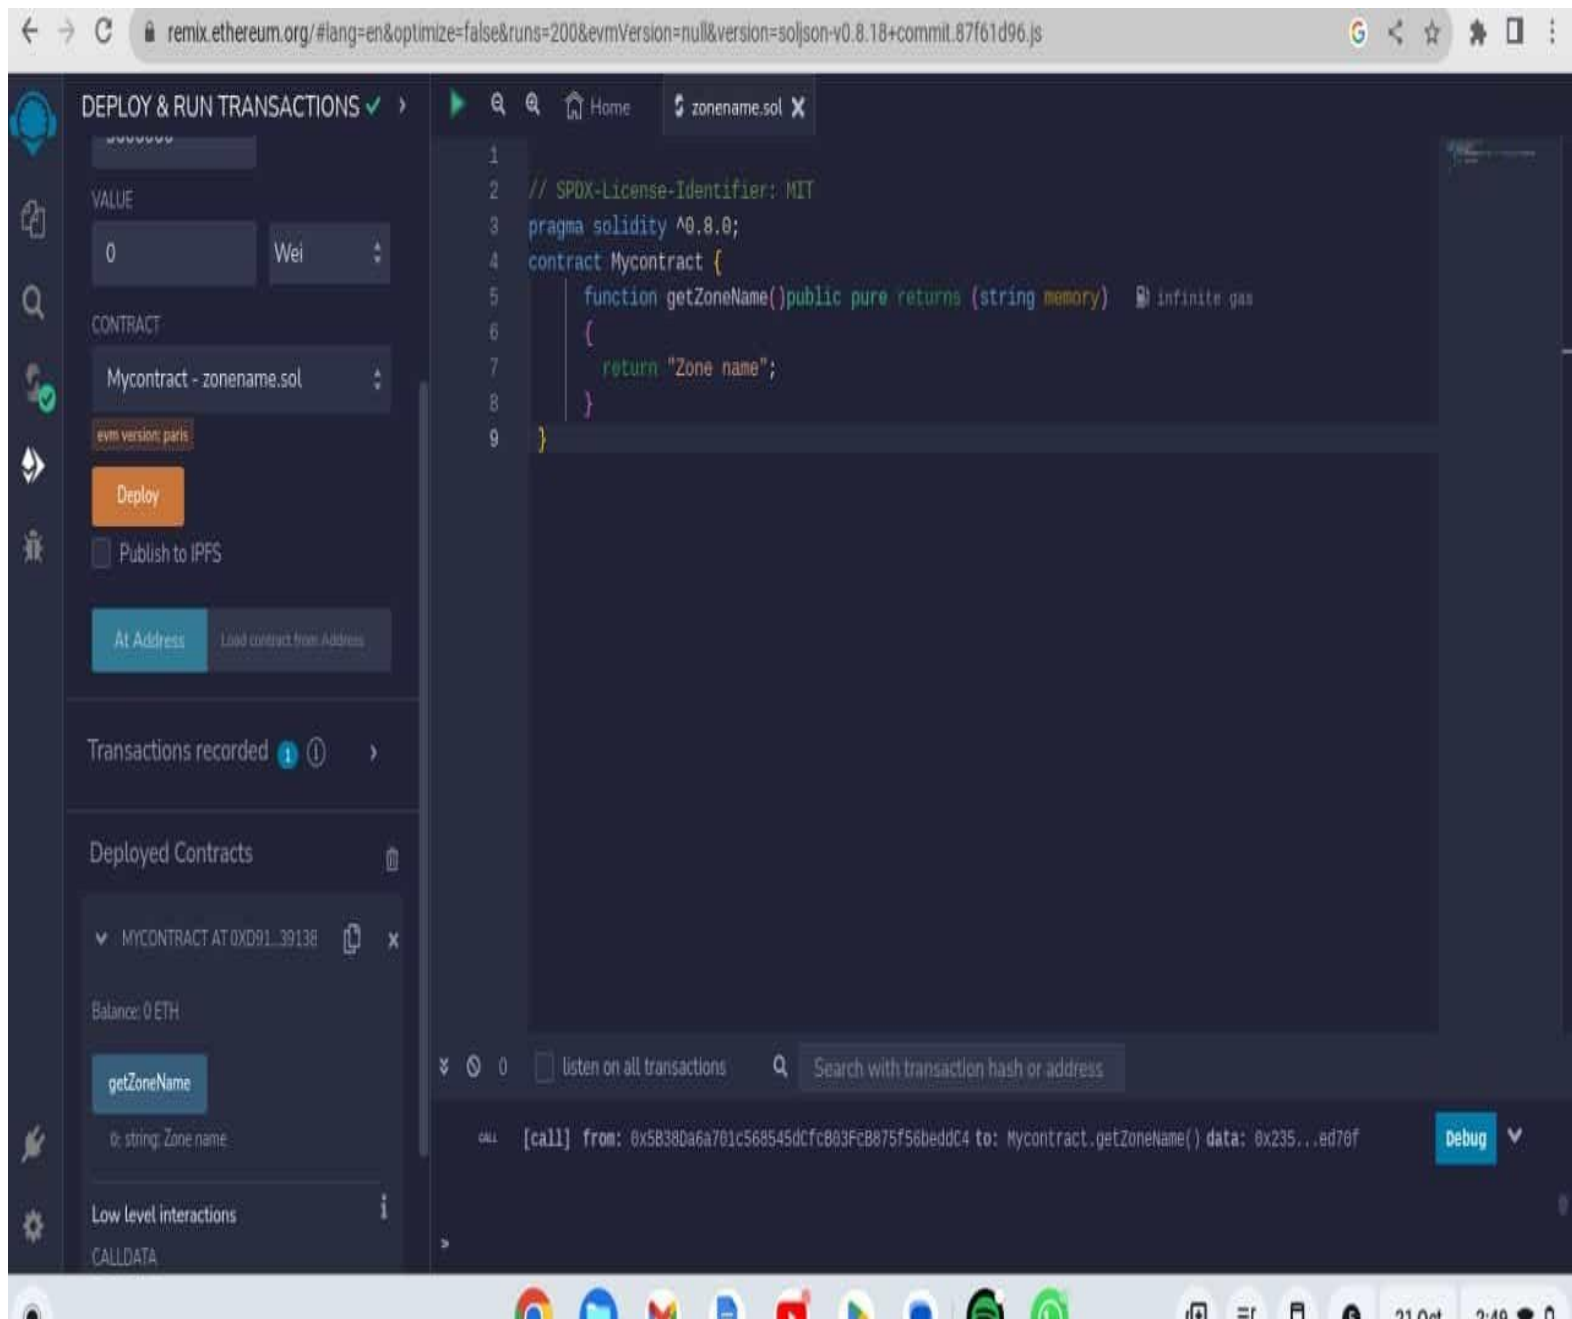 remix.ethereum.org/#lang=en&optimize=false&runs=200&evmVersion=null&version=soljson-v0.8.18+commit.87f61d96.js
DEPLOY & RUN TRANSACTIONS
VALUE
0
Wei
CONTRACT
Mycontract - zonename.sol
evm version: paris
Deploy
Publish to IPFS
At Address
Load contract from Address
Transactions recorded 1
Deployed Contracts
MYCONTRACT AT 0XD91...39138
Balance: 0 ETH
getZoneName
0: string: Zone name
Low level interactions
CALLDATA
Home
zonename.sol
1
2 // SPDX-License-Identifier: MIT
3 pragma solidity ^0.8.0;
4 contract Mycontract {
5 function getZoneName()public pure returns (string memory) infinite gas
6 {
7 return "Zone name";
8 }
9 }
0
listen on all transactions
Search with transaction hash or address
CALL [call] from: 0x5B38Da6a701c568545dCfcB03FcB875f56beddC4 to: Mycontract.getZoneName() data: 0x235...ed70f
Debug
>
21 Oct
2:49